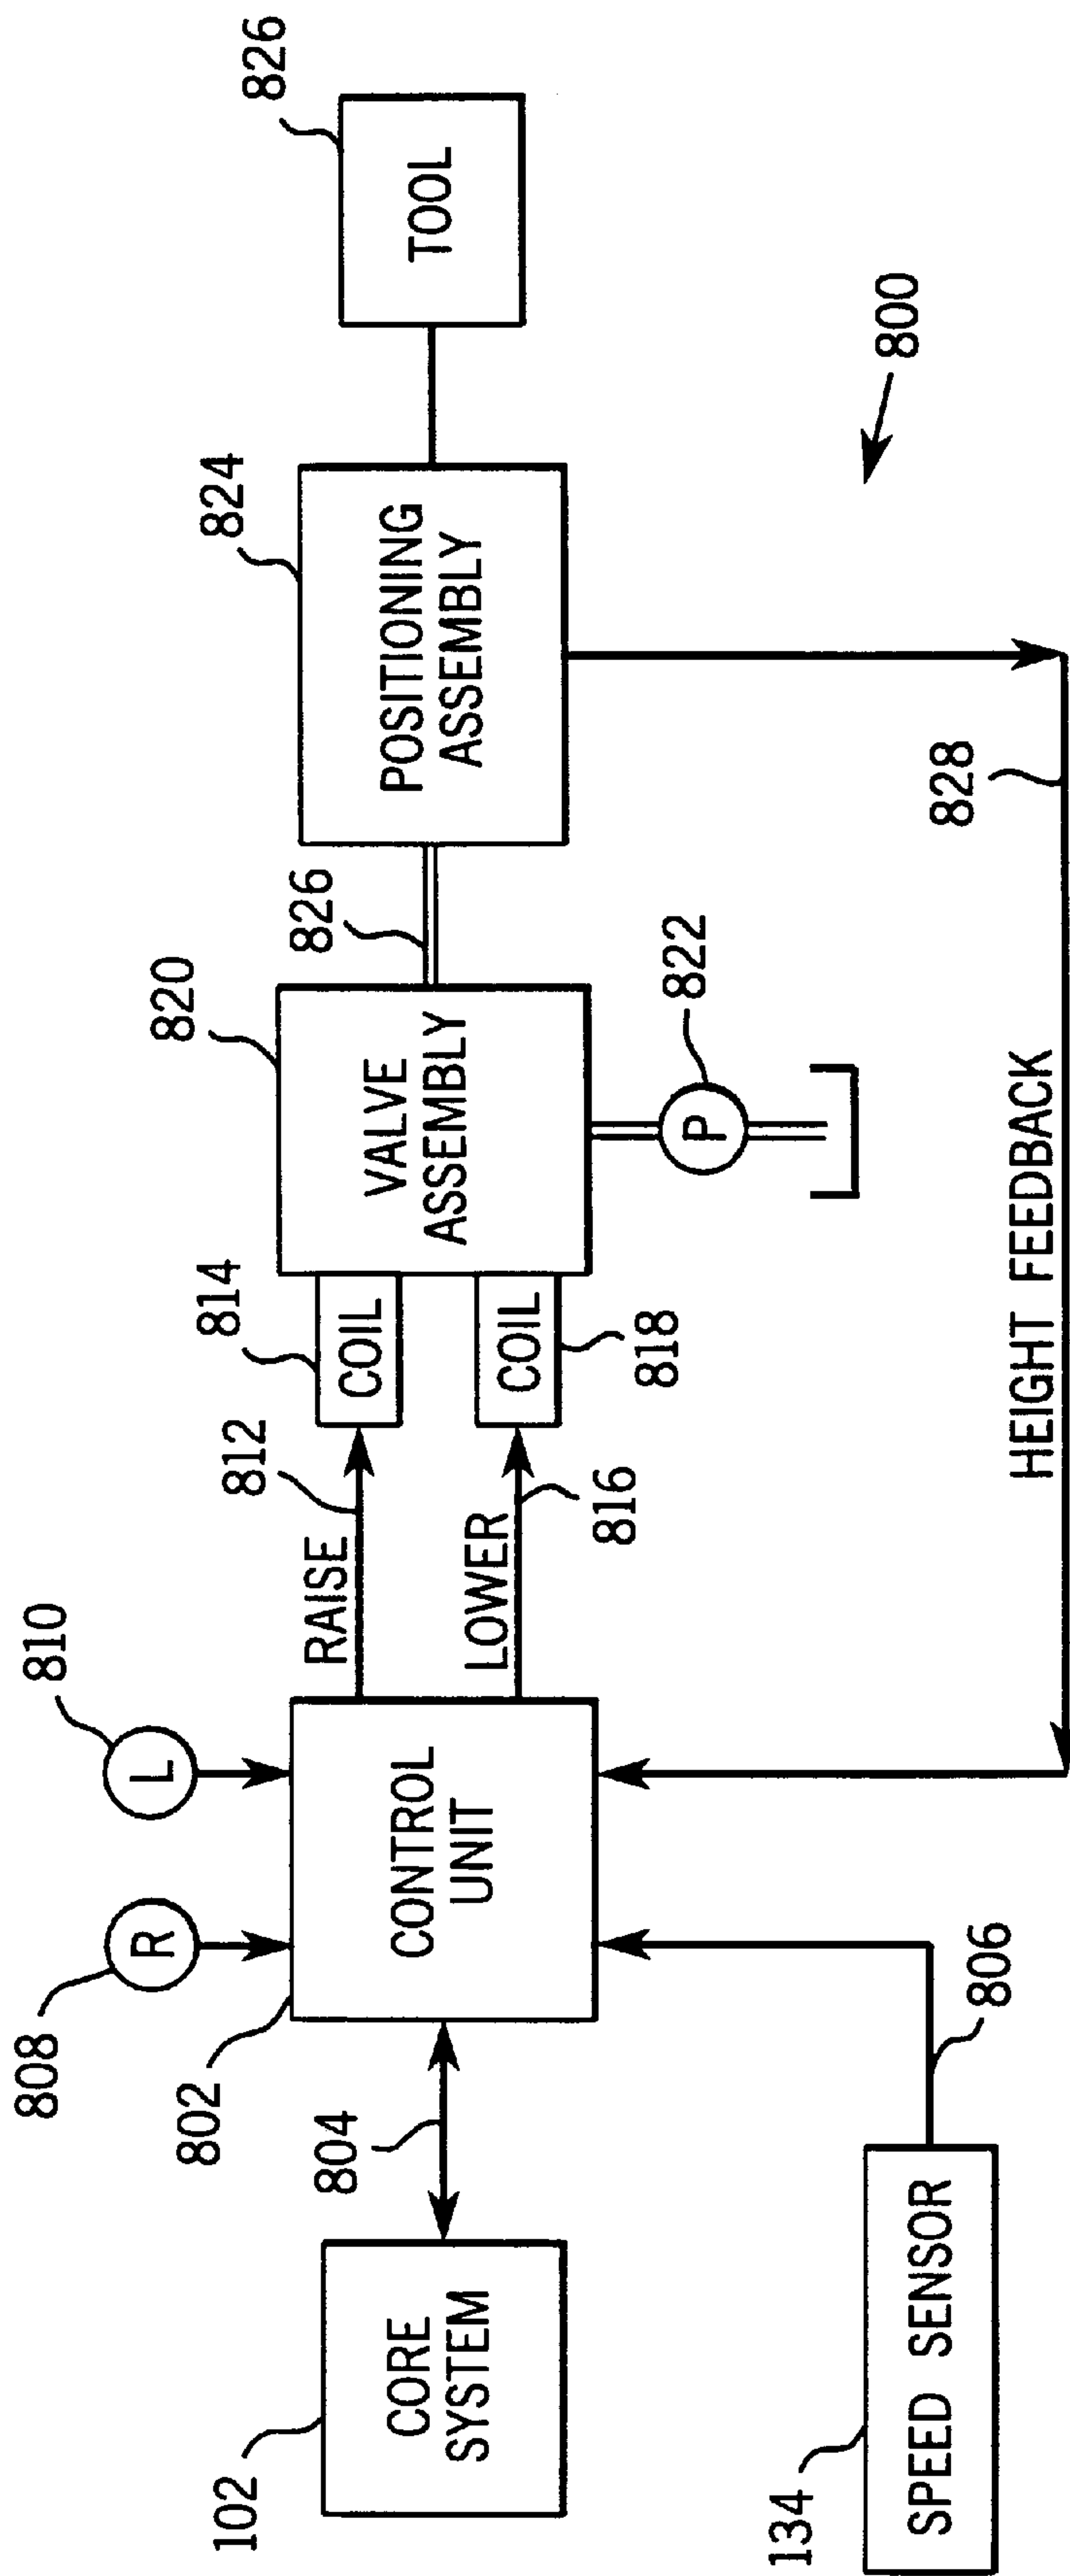 808
R
810
L
802
812
814
820
826
824
826
RAISE
COIL
VALVE
ASSEMBLY
POSITIONING
ASSEMBLY
TOOL
102
CORE
SYSTEM
804
CONTROL
UNIT
LOWER
COIL
816
818
P
822
800
134
SPEED SENSOR
806
HEIGHT FEEDBACK
828